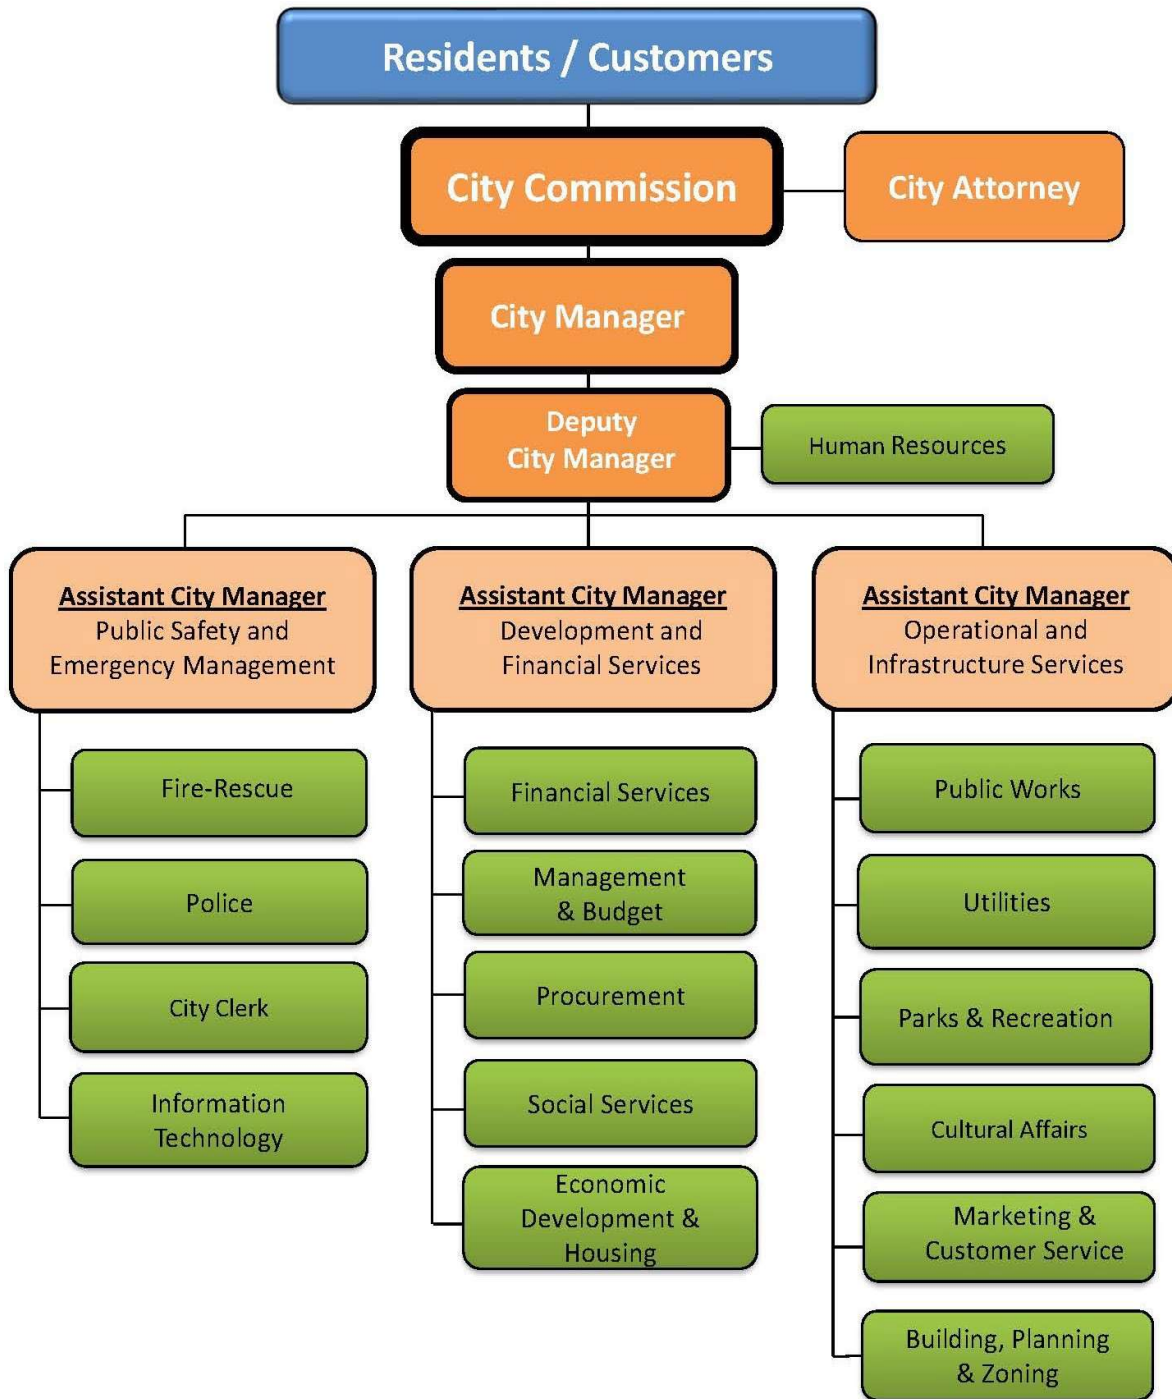 Residents / Customers
City Commission
City Attorney
City Manager
Deputy
City Manager
Human Resources
Assistant City Manager
Public Safety and
Emergency Management
Fire-Rescue
Police
City Clerk
Information
Technology
Assistant City Manager
Development and
Financial Services
Financial Services
Management
& Budget
Procurement
Social Services
Economic
Development &
Housing
Assistant City Manager
Operational and
Infrastructure Services
Public Works
Utilities
Parks & Recreation
Cultural Affairs
Marketing &
Customer Service
Building, Planning
& Zoning